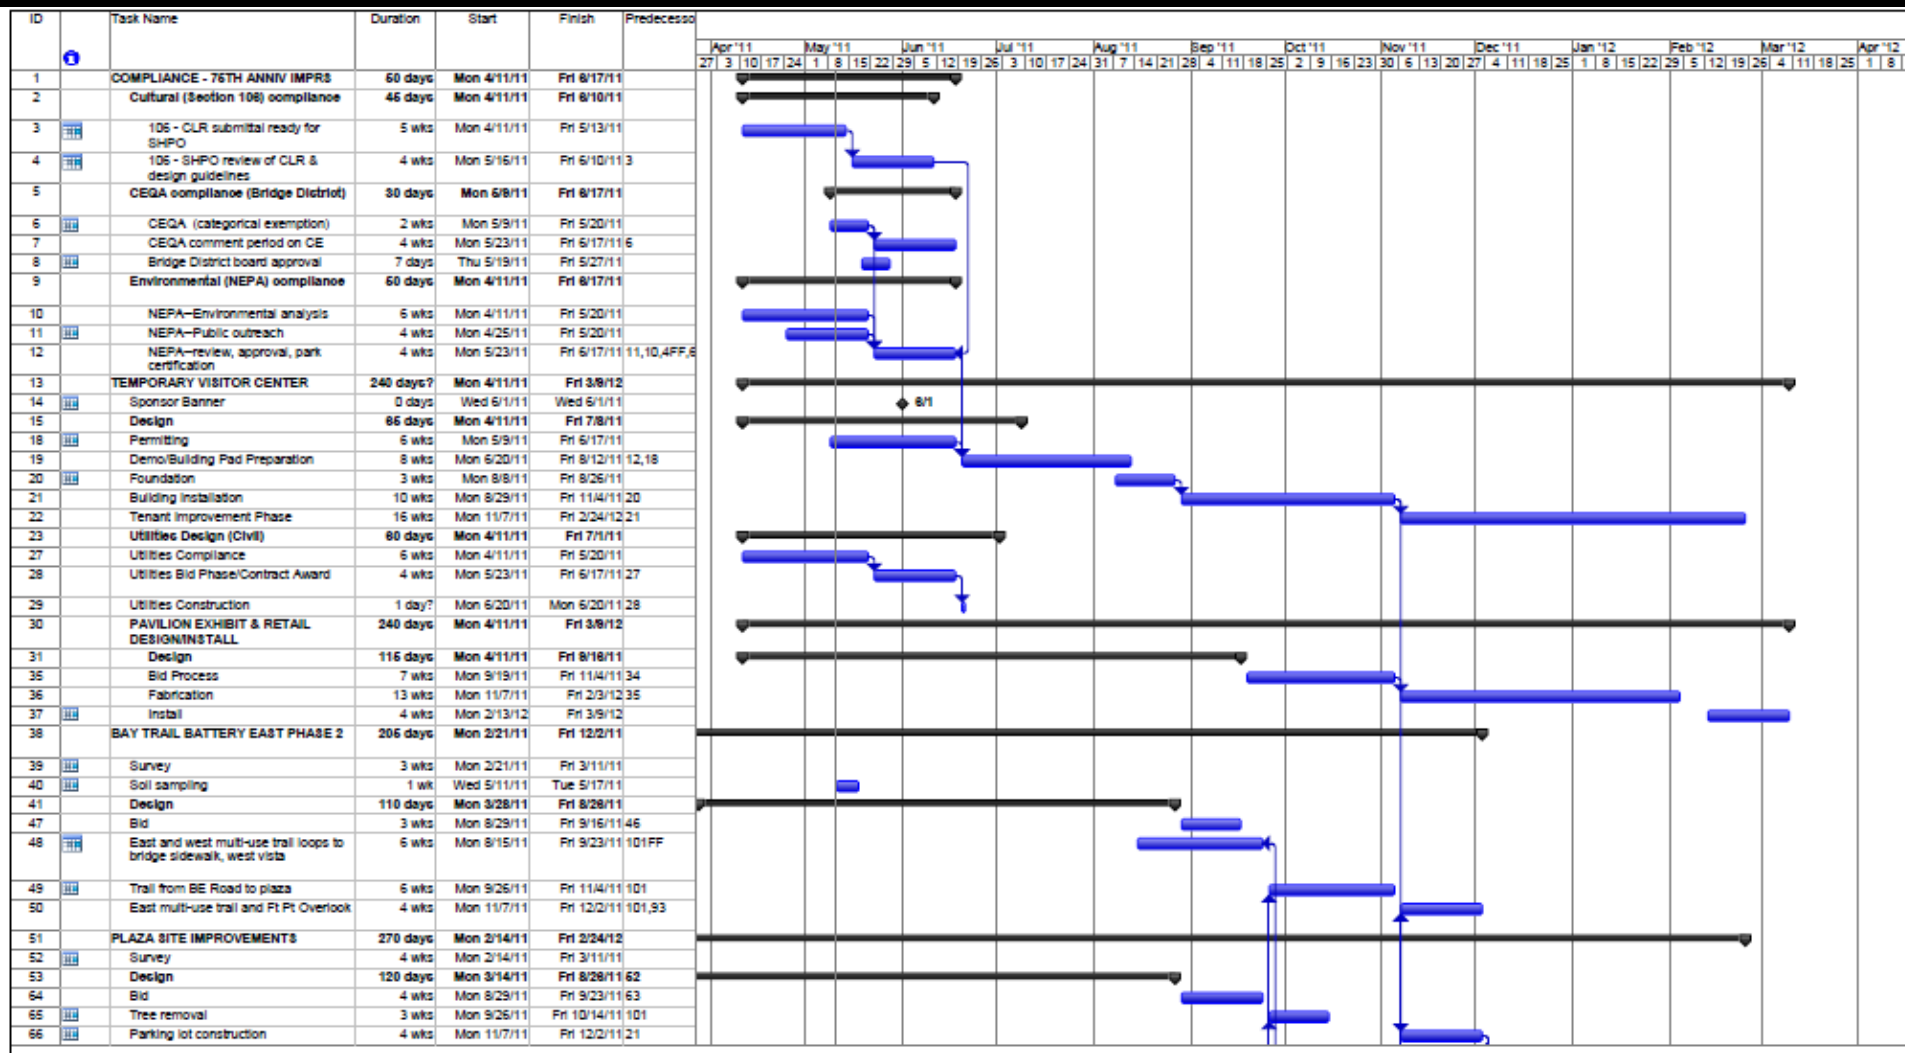 ID Task Name Duration Start Finish Predecesso
Apr '11 May '11 Jun '11 Jul '11 Aug '11 Sep '11 Oct '11 Nov '11 Dec '11 Jan '12 Feb '12 Mar '12 Apr '12
27 3 10 17 24 1 8 15 22 29 5 12 19 26 3 10 17 24 31 7 14 21 28 4 11 18 25 2 9 16 23 30 6 13 20 27 4 11 18 25 1 8 15 22 29 5 12 19 26 4 11 18 25 1 8
1 COMPLIANCE - 75TH ANNIV IMPRS 50 days Mon 4/11/11 Fri 6/17/11
2 Cultural (Section 106) compliance 45 days Mon 4/11/11 Fri 6/10/11
3 106 - CLR submittal ready for 5 wks Mon 4/11/11 Fri 5/13/11
SHPO
4 106 - SHPO review of CLR & 4 wks Mon 5/16/11 Fri 6/10/11 3
design guidelines
5 CEQA compliance (Bridge District) 30 days Mon 5/9/11 Fri 6/17/11
6 CEQA (categorical exemption) 2 wks Mon 5/9/11 Fri 5/20/11
7 CEQA comment period on CE 4 wks Mon 5/23/11 Fri 6/17/11 6
8 Bridge District board approval 7 days Thu 5/19/11 Fri 5/27/11
9 Environmental (NEPA) compliance 50 days Mon 4/11/11 Fri 6/17/11
10 NEPA--Environmental analysis 6 wks Mon 4/11/11 Fri 5/20/11
11 NEPA--Public outreach 4 wks Mon 4/25/11 Fri 5/20/11
12 NEPA--review, approval, park 4 wks Mon 5/23/11 Fri 6/17/11 11,10,4FF,6
certification
13 TEMPORARY VISITOR CENTER 240 days? Mon 4/11/11 Fri 3/9/12
14 Sponsor Banner 0 days Wed 6/1/11 Wed 6/1/11 6/1
15 Design 65 days Mon 4/11/11 Fri 7/8/11
18 Permitting 6 wks Mon 5/9/11 Fri 6/17/11
19 Demo/Building Pad Preparation 8 wks Mon 6/20/11 Fri 8/12/11 12,18
20 Foundation 3 wks Mon 8/8/11 Fri 8/26/11
21 Building Installation 10 wks Mon 8/29/11 Fri 11/4/11 20
22 Tenant Improvement Phase 16 wks Mon 11/7/11 Fri 2/24/12 21
23 Utilities Design (Civil) 60 days Mon 4/11/11 Fri 7/1/11
27 Utilities Compliance 6 wks Mon 4/11/11 Fri 5/20/11
28 Utilities Bid Phase/Contract Award 4 wks Mon 5/23/11 Fri 6/17/11 27
29 Utilities Construction 1 day? Mon 6/20/11 Mon 6/20/11 28
30 PAVILION EXHIBIT & RETAIL 240 days Mon 4/11/11 Fri 3/9/12
DESIGN/INSTALL
31 Design 115 days Mon 4/11/11 Fri 9/16/11
35 Bid Process 7 wks Mon 9/19/11 Fri 11/4/11 34
36 Fabrication 13 wks Mon 11/7/11 Fri 2/3/12 35
37 Install 4 wks Mon 2/13/12 Fri 3/9/12
38 BAY TRAIL BATTERY EAST PHASE 2 205 days Mon 2/21/11 Fri 12/2/11
39 Survey 3 wks Mon 2/21/11 Fri 3/11/11
40 Soil sampling 1 wk Wed 5/11/11 Tue 5/17/11
41 Design 110 days Mon 3/28/11 Fri 8/26/11
47 Bid 3 wks Mon 8/29/11 Fri 9/16/11 46
48 East and west multi-use trail loops to 6 wks Mon 8/15/11 Fri 9/23/11 101FF
bridge sidewalk, west vista
49 Trail from BE Road to plaza 6 wks Mon 9/26/11 Fri 11/4/11 101
50 East multi-use trail and Ft Pt Overlook 4 wks Mon 11/7/11 Fri 12/2/11 101,93
51 PLAZA SITE IMPROVEMENTS 270 days Mon 2/14/11 Fri 2/24/12
52 Survey 4 wks Mon 2/14/11 Fri 3/11/11
53 Design 120 days Mon 3/14/11 Fri 8/26/11 52
64 Bid 4 wks Mon 8/29/11 Fri 9/23/11 63
65 Tree removal 3 wks Mon 9/26/11 Fri 10/14/11 101
66 Parking lot construction 4 wks Mon 11/7/11 Fri 12/2/11 21